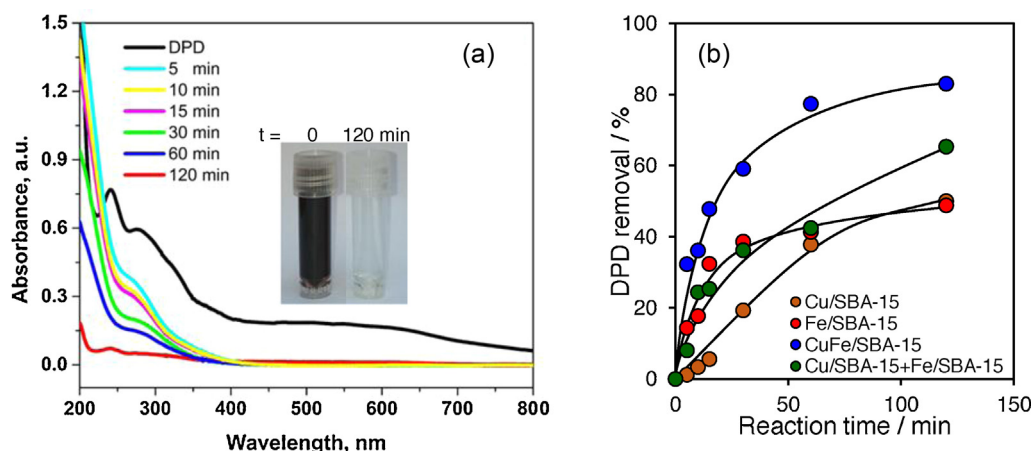 (a)
DPD
5 min
10 min
15 min
30 min
60 min
120 min
t = 0 120 min
1.5
1.2
0.9
0.6
0.3
0.0
Absorbance, a.u.
200 300 400 500 600 700 800
Wavelength, nm
(b)
100
80
60
40
20
0
DPD removal / %
Cu/SBA-15
Fe/SBA-15
CuFe/SBA-15
Cu/SBA-15+Fe/SBA-15
0 50 100 150
Reaction time / min